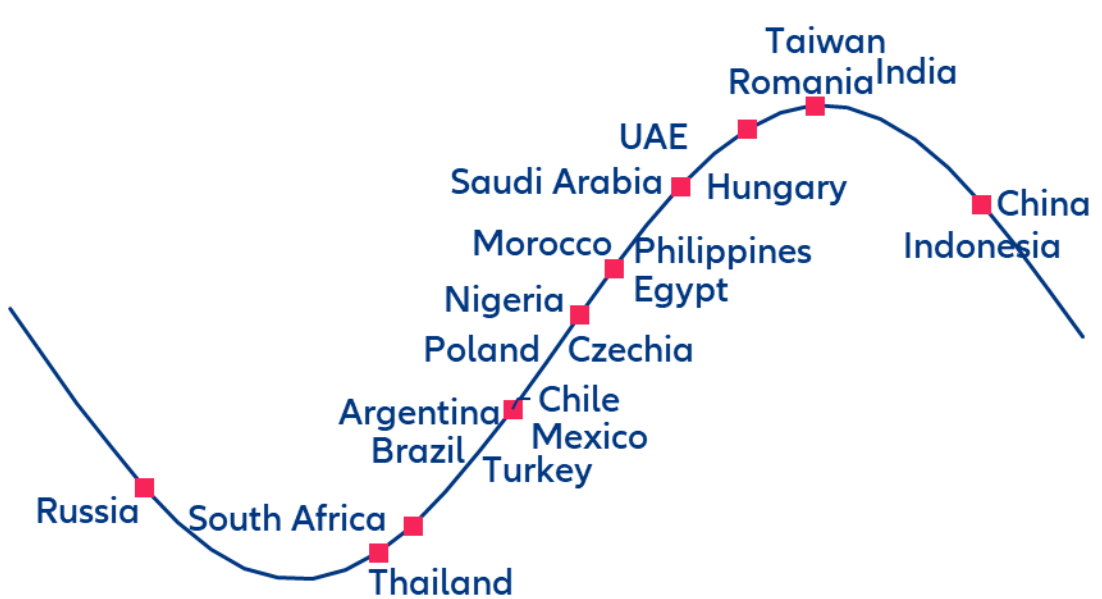 Taiwan
Romania
India
UAE
Saudi Arabia
Hungary
China
Morocco
Philippines
Indonesia
Egypt
Nigeria
Poland
Czechia
Chile
Argentina
Mexico
Brazil
Turkey
Russia
South Africa
Thailand